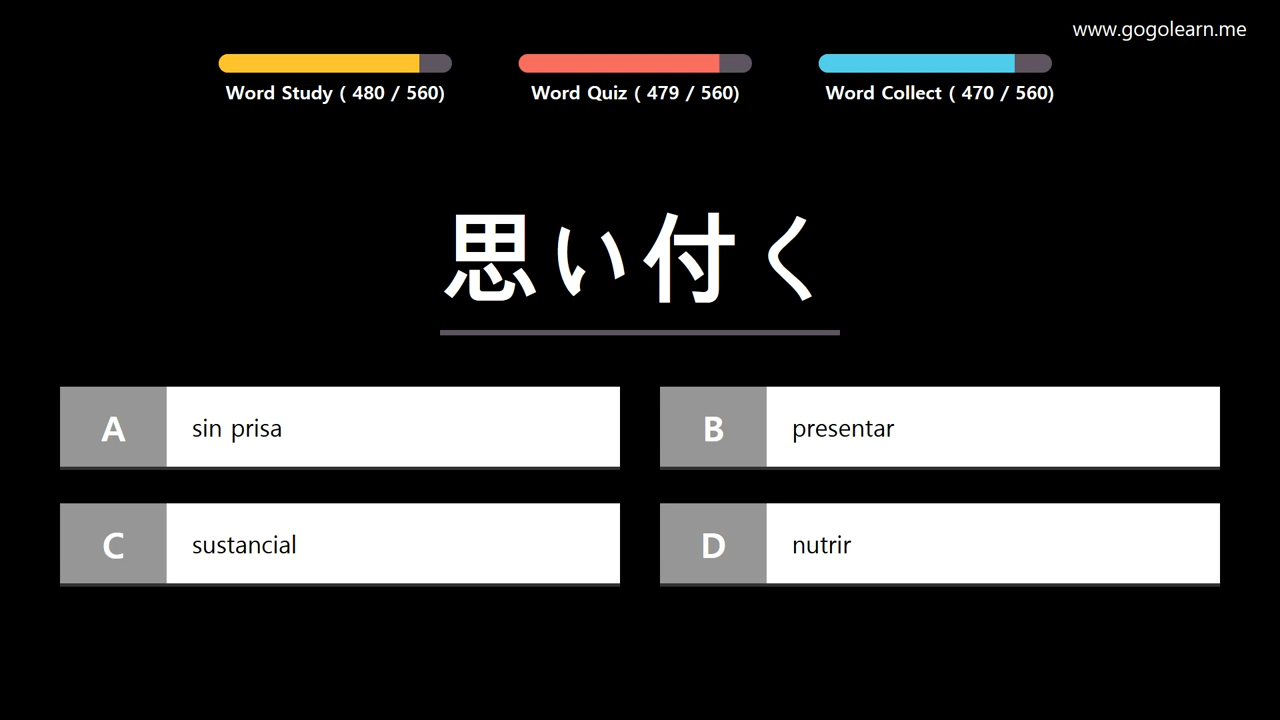 www.gogolearn.me
Word Study ( 480 / 560)
Word Quiz ( 479 / 560)
Word Collect ( 470 / 560)
思い付く
A sin prisa
B presentar
C sustancial
D nutrir